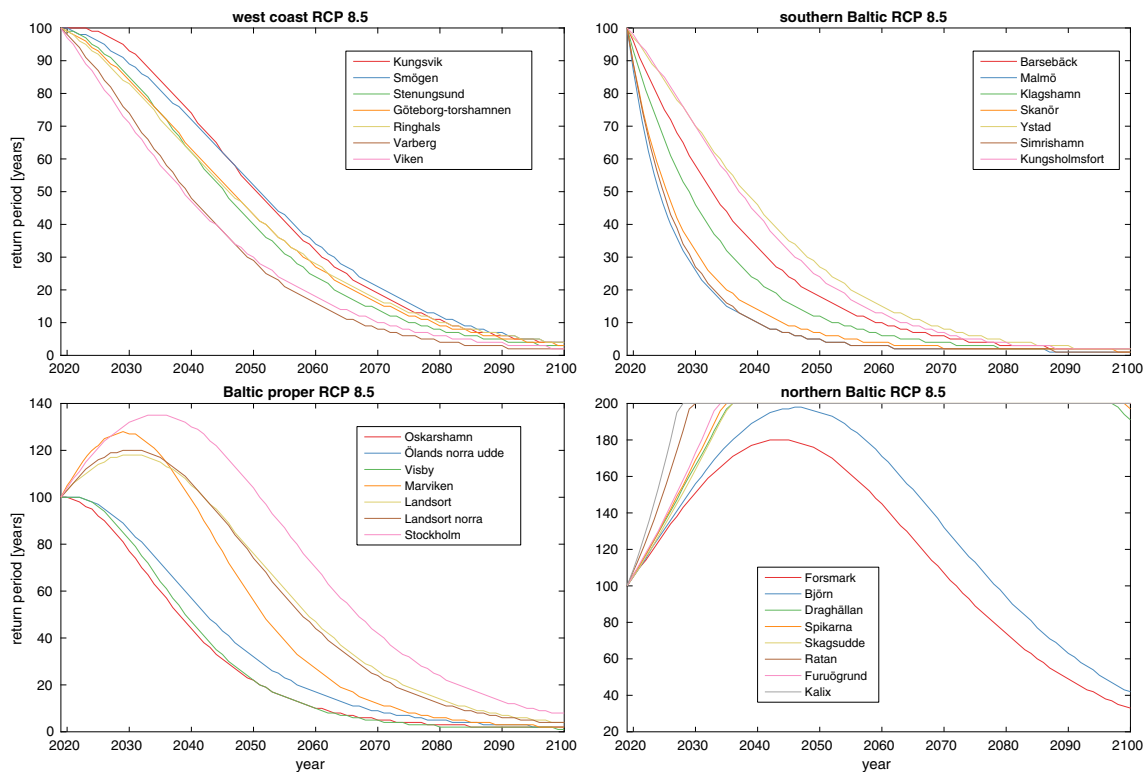 west coast RCP 8.5
return period [years]
100
90
80
70
60
50
40
30
20
10
0
Kungsvik
Smögen
Stenungsund
Göteborg-torshamnen
Ringhals
Varberg
Viken
2020 2030 2040 2050 2060 2070 2080 2090 2100
southern Baltic RCP 8.5
100
90
80
70
60
50
40
30
20
10
0
Barsebäck
Malmö
Klagshamn
Skanör
Ystad
Simrishamn
Kungsholmsfort
2020 2030 2040 2050 2060 2070 2080 2090 2100
Baltic proper RCP 8.5
return period [years]
140
120
100
80
60
40
20
0
Oskarshamn
Ölands norra udde
Visby
Marviken
Landsort
Landsort norra
Stockholm
2020 2030 2040 2050 2060 2070 2080 2090 2100
year
northern Baltic RCP 8.5
200
180
160
140
120
100
80
60
40
20
Forsmark
Björn
Draghällan
Spikarna
Skagsudde
Ratan
Furuögrund
Kalix
2020 2030 2040 2050 2060 2070 2080 2090 2100
year